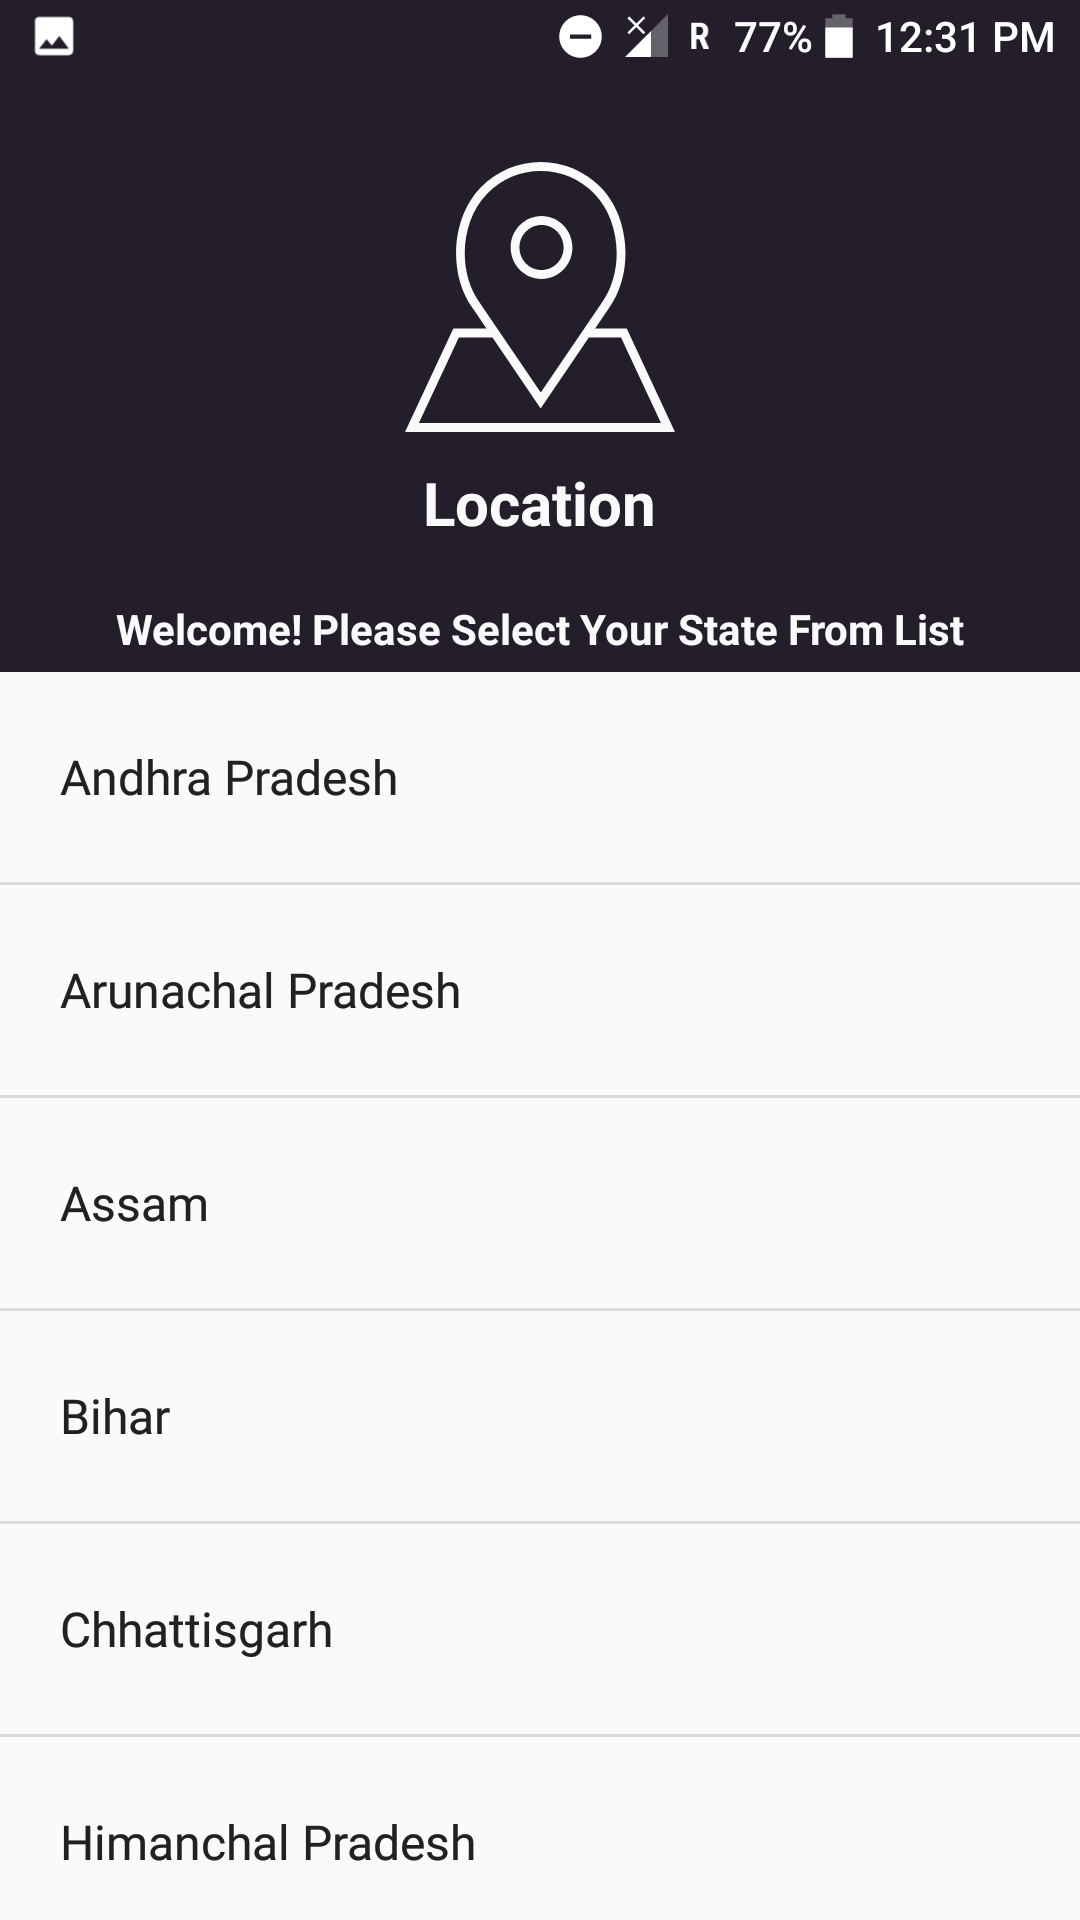 R 77% 12:31 PM
Location
Welcome! Please Select Your State From List
Andhra Pradesh
Arunachal Pradesh
Assam
Bihar
Chhattisgarh
Himanchal Pradesh